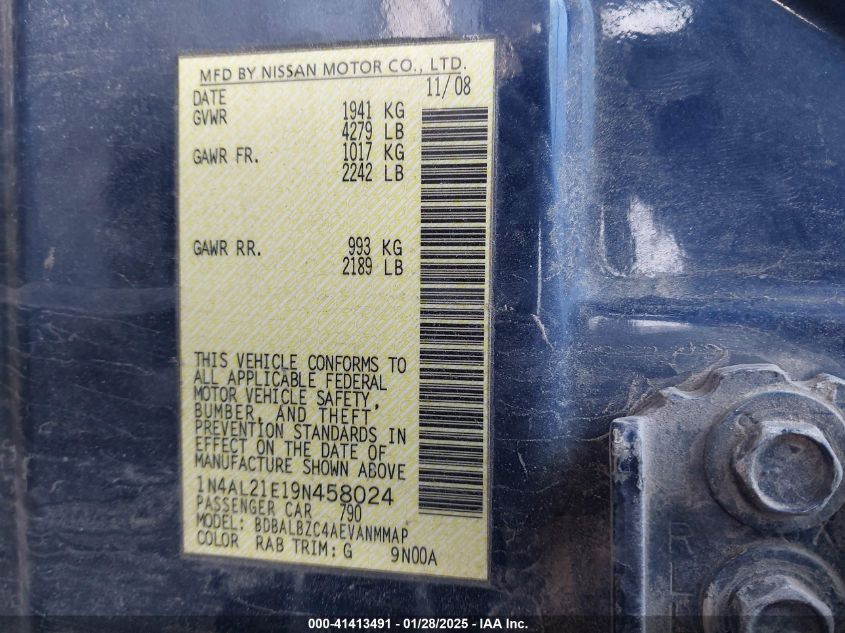 MFD BY NISSAN MOTOR CO., LTD.
DATE 11/08
GVWR 1941 KG
4279 LB
GAWR FR. 1017 KG
2242 LB
GAWR RR. 993 KG
2189 LB
THIS VEHICLE CONFORMS TO
ALL APPLICABLE FEDERAL
MOTOR VEHICLE SAFETY,
BUMBER, AND THEFT
PREVENTION STANDARDS IN
EFFECT ON THE DATE OF
MANUFACTURE SHOWN ABOVE
1N4AL21E19N458024
PASSENGER CAR 790
MODEL: BDBALBZC4AEVANMMAP
COLOR RAB TRIM: G 9N00A
R
000-41413491 - 01/28/2025 - IAA Inc.